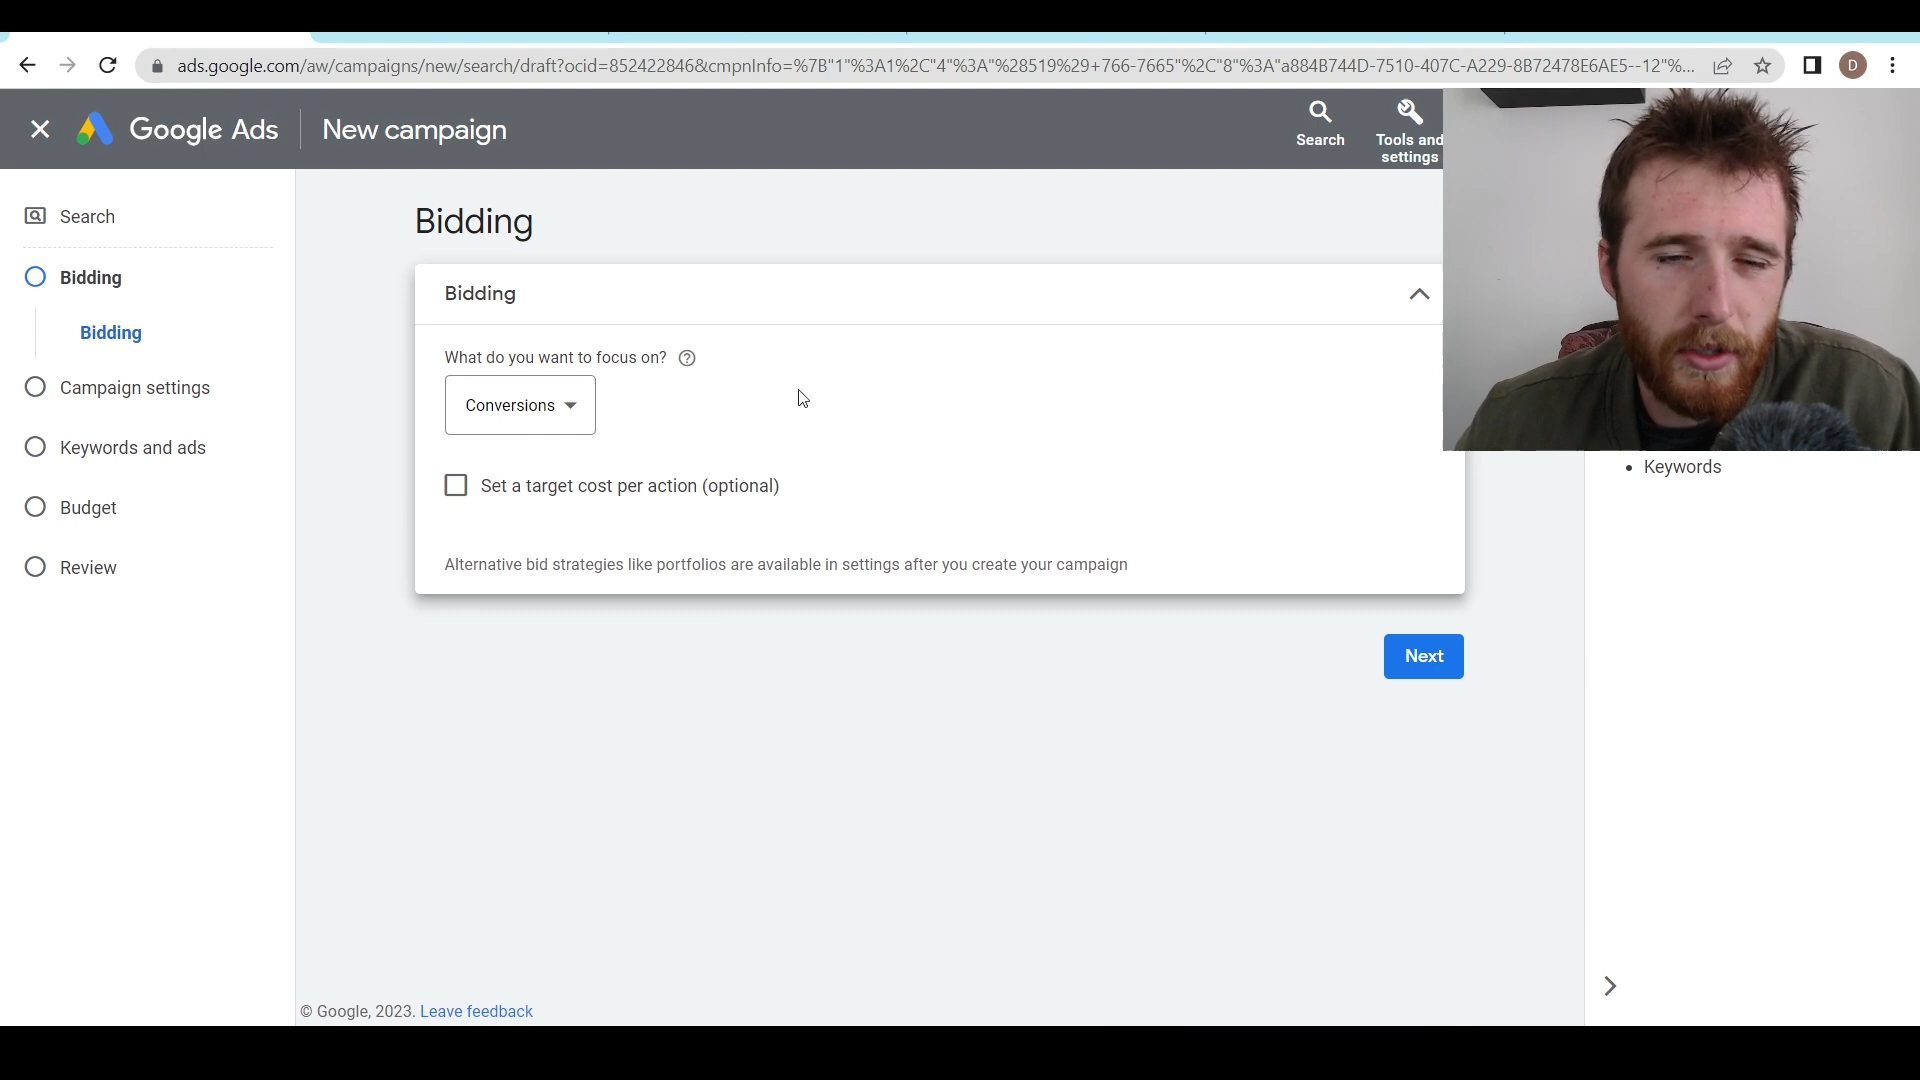 ads.google.com/aw/campaigns/new/search/draft?ocid=852422846&cmpnInfo=%7B"1"%3A1%2C"4"%3A"%28519%29+766-7665"%2C"8"%3A"a884B744D-7510-407C-A229-8B72478E6AE5--12"%...
D
Google Ads
New campaign
Search
Tools and
settings
Search
Bidding
Bidding
Campaign settings
Keywords and ads
Budget
Review
Bidding
Bidding
What do you want to focus on?
Conversions
Set a target cost per action (optional)
Alternative bid strategies like portfolios are available in settings after you create your campaign
Next
• Keywords
© Google, 2023. Leave feedback